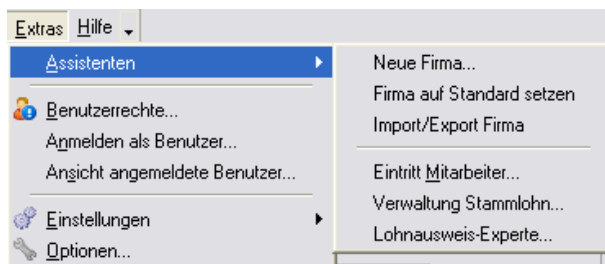 Extras Hilfe
Assistenten
Benutzerrechte...
Anmelden als Benutzer...
Ansicht angemeldete Benutzer...
Einstellungen
Optionen...
Neue Firma...
Firma auf Standard setzen
Import/Export Firma
Eintritt Mitarbeiter...
Verwaltung Stammlohn...
Lohnausweis-Experte...